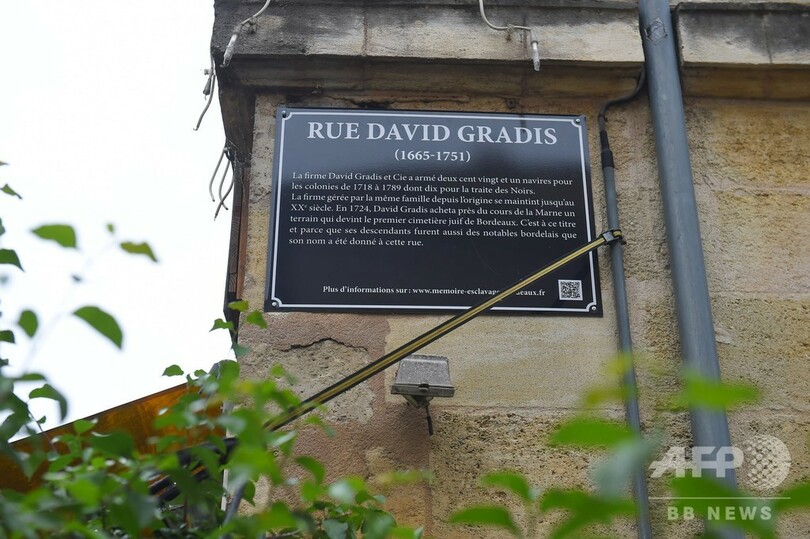 RUE DAVID GRADIS
(1665-1751)
La firme David Gradis et Cie a armé deux cent vingt et un navires pour
les colonies de 1718 à 1789 dont dix pour la traite des Noirs.
La firme gérée par la même famille depuis l'origine se maintint jusqu'au
XXe siècle. En 1724, David Gradis acheta près du cours de la Marne un
terrain qui devint le premier cimetière juif de Bordeaux. C'est à ce titre
et parce que ses descendants furent aussi des notables bordelais que
son nom a été donné à cette rue.
Plus d'informations sur : www.memoire-esclavage-bordeaux.fr
AFP
BB NEWS